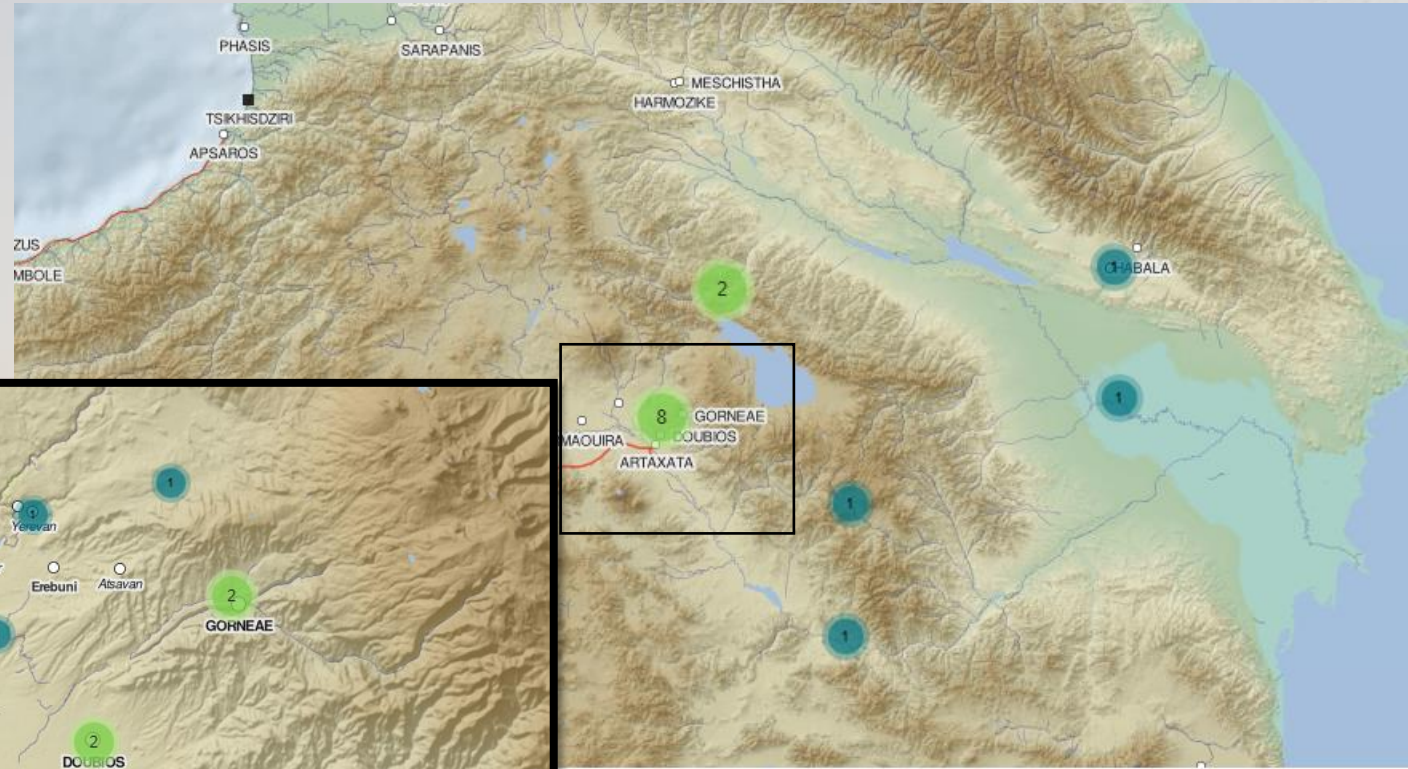 PHASIS
SARAPANIS
MESCHISTHA
HARMOZIKE
TSIKHISDZIRI
APSAROS
ZUS
MBOLE
1
CHABALA
2
1
8
GORNEAE
MAOUIRA
DOUBIOS
ARTAXATA
1
1
1
1
Yerevan
Erebuni
Atsavan
2
GORNEAE
2
DOUBIOS